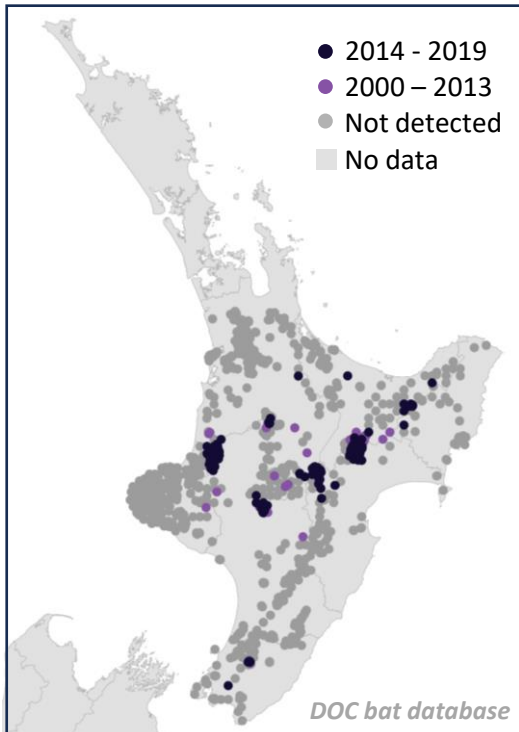 2014 - 2019
2000 – 2013
Not detected
No data
DOC bat database